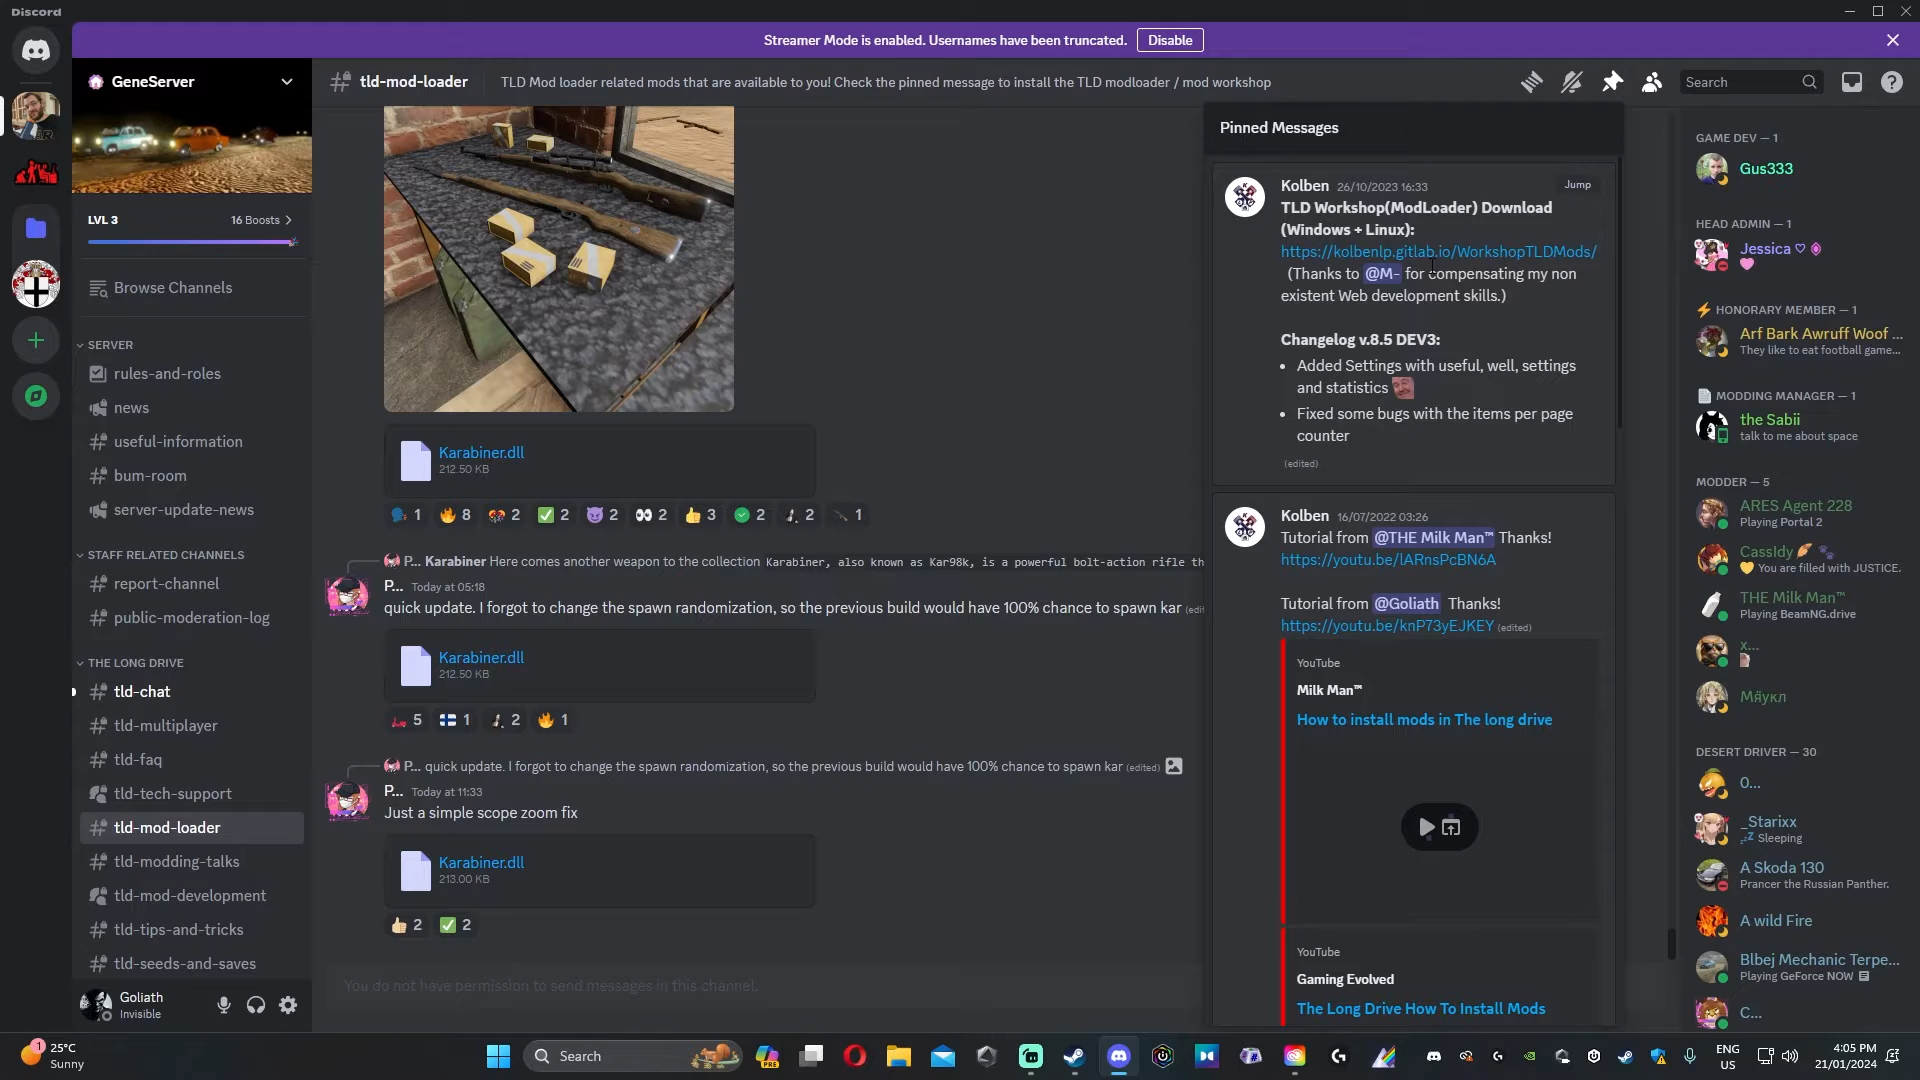 Discord
Streamer Mode is enabled. Usernames have been truncated.
Disable
GeneServer
LVL 3
16 Boosts
Browse Channels
SERVER
rules-and-roles
news
useful-information
bum-room
server-update-news
STAFF RELATED CHANNELS
report-channel
public-moderation-log
THE LONG DRIVE
tld-chat
tld-multiplayer
tld-faq
tld-tech-support
tld-mod-loader
tld-modding-talks
tld-mod-development
tld-tips-and-tricks
tld-seeds-and-saves
Goliath
Invisible
tld-mod-loader
TLD Mod loader related mods that are available to you! Check the pinned message to install the TLD modloader / mod workshop
Search
Karabiner.dll
212.50 KB
1 8 2 2 2 2 3 2 2 1
P... Karabiner Here comes another weapon to the collection Karabiner, also known as Kar98k, is a powerful bolt-action rifle th
P... Today at 05:18
quick update. I forgot to change the spawn randomization, so the previous build would have 100% chance to spawn kar (edit
Karabiner.dll
212.50 KB
5 1 2 1
P... quick update. I forgot to change the spawn randomization, so the previous build would have 100% chance to spawn kar (edited)
P... Today at 11:33
Just a simple scope zoom fix
Karabiner.dll
213.00 KB
2 2
You do not have permission to send messages in this channel.
Pinned Messages
Kolben 26/10/2023 16:33
Jump
TLD Workshop(ModLoader) Download
(Windows + Linux):
https://kolbenlp.gitlab.io/WorkshopTLDMods/
(Thanks to @M- for compensating my non
existent Web development skills.)
Changelog v.8.5 DEV3:
• Added Settings with useful, well, settings
and statistics
• Fixed some bugs with the items per page
counter
(edited)
Kolben 16/07/2022 03:26
Tutorial from @THE Milk Man™ Thanks!
https://youtu.be/lARnsPcBN6A
Tutorial from @Goliath Thanks!
https://youtu.be/knP73yEJKEY (edited)
YouTube
Milk Man™
How to install mods in The long drive
YouTube
Gaming Evolved
The Long Drive How To Install Mods
GAME DEV — 1
Gus333
HEAD ADMIN — 1
Jessica
HONORARY MEMBER — 1
Arf Bark Awruff Woof ...
They like to eat football game...
MODDING MANAGER — 1
the Sabii
talk to me about space
MODDER — 5
ARES Agent 228
Playing Portal 2
CassIdy
You are filled with JUSTICE.
THE Milk Man™
Playing BeamNG.drive
x...
Мяукл
DESERT DRIVER — 30
0...
_Starixx
Sleeping
A Skoda 130
Prancer the Russian Panther.
A wild Fire
Blbej Mechanic Terpe...
Playing GeForce NOW
C...
1
25°C
Sunny
Search
PRE
ENG
US
4:05 PM
21/01/2024